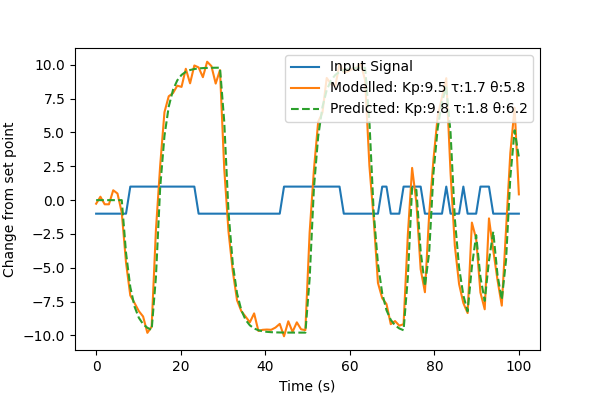 Input Signal
Modelled: Kp:9.5 τ:1.7 θ:5.8
Predicted: Kp:9.8 τ:1.8 θ:6.2
Change from set point
10.0
7.5
5.0
2.5
0.0
−2.5
−5.0
−7.5
−10.0
0 20 40 60 80 100
Time (s)